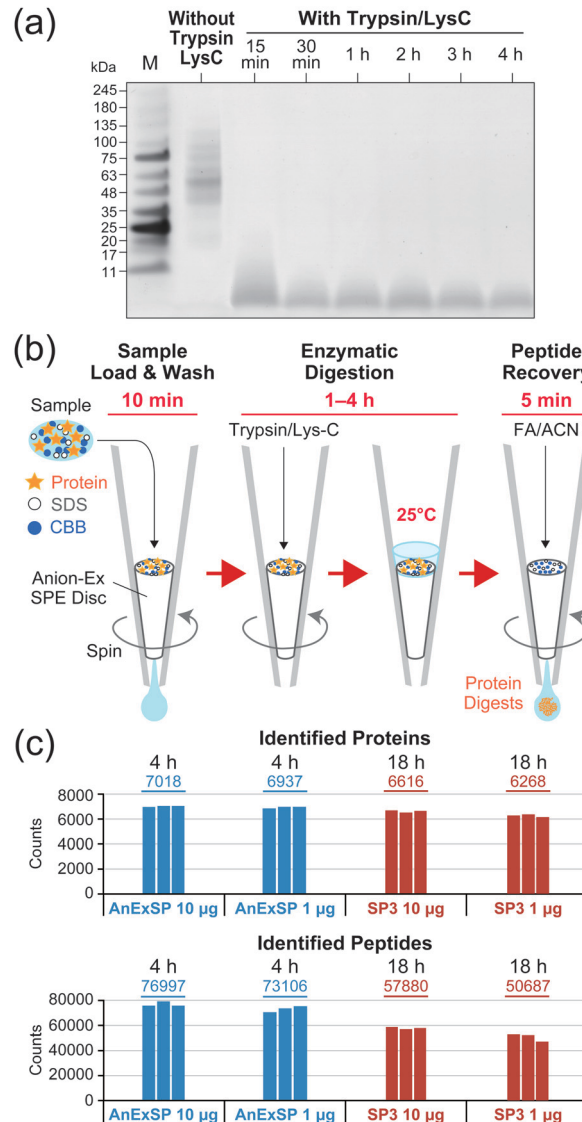 (a)
Without
Trypsin
LysC
With Trypsin/LysC
kDa
M
15
min
30
min
1 h
2 h
3 h
4 h
245
180
135
100
75
63
48
35
25
20
17
11
(b)
Sample
Load & Wash
10 min
Enzymatic
Digestion
1–4 h
Peptide
Recovery
5 min
Sample
Trypsin/Lys-C
FA/ACN
Protein
SDS
CBB
25°C
Anion-Ex
SPE Disc
Spin
Protein
Digests
(c)
Identified Proteins
4 h
4 h
18 h
18 h
7018
6937
6616
6268
Counts
8000
6000
4000
2000
0
AnExSP 10 µg
AnExSP 1 µg
SP3 10 µg
SP3 1 µg
Identified Peptides
4 h
4 h
18 h
18 h
76997
73106
57880
50687
Counts
80000
60000
40000
20000
0
AnExSP 10 µg
AnExSP 1 µg
SP3 10 µg
SP3 1 µg